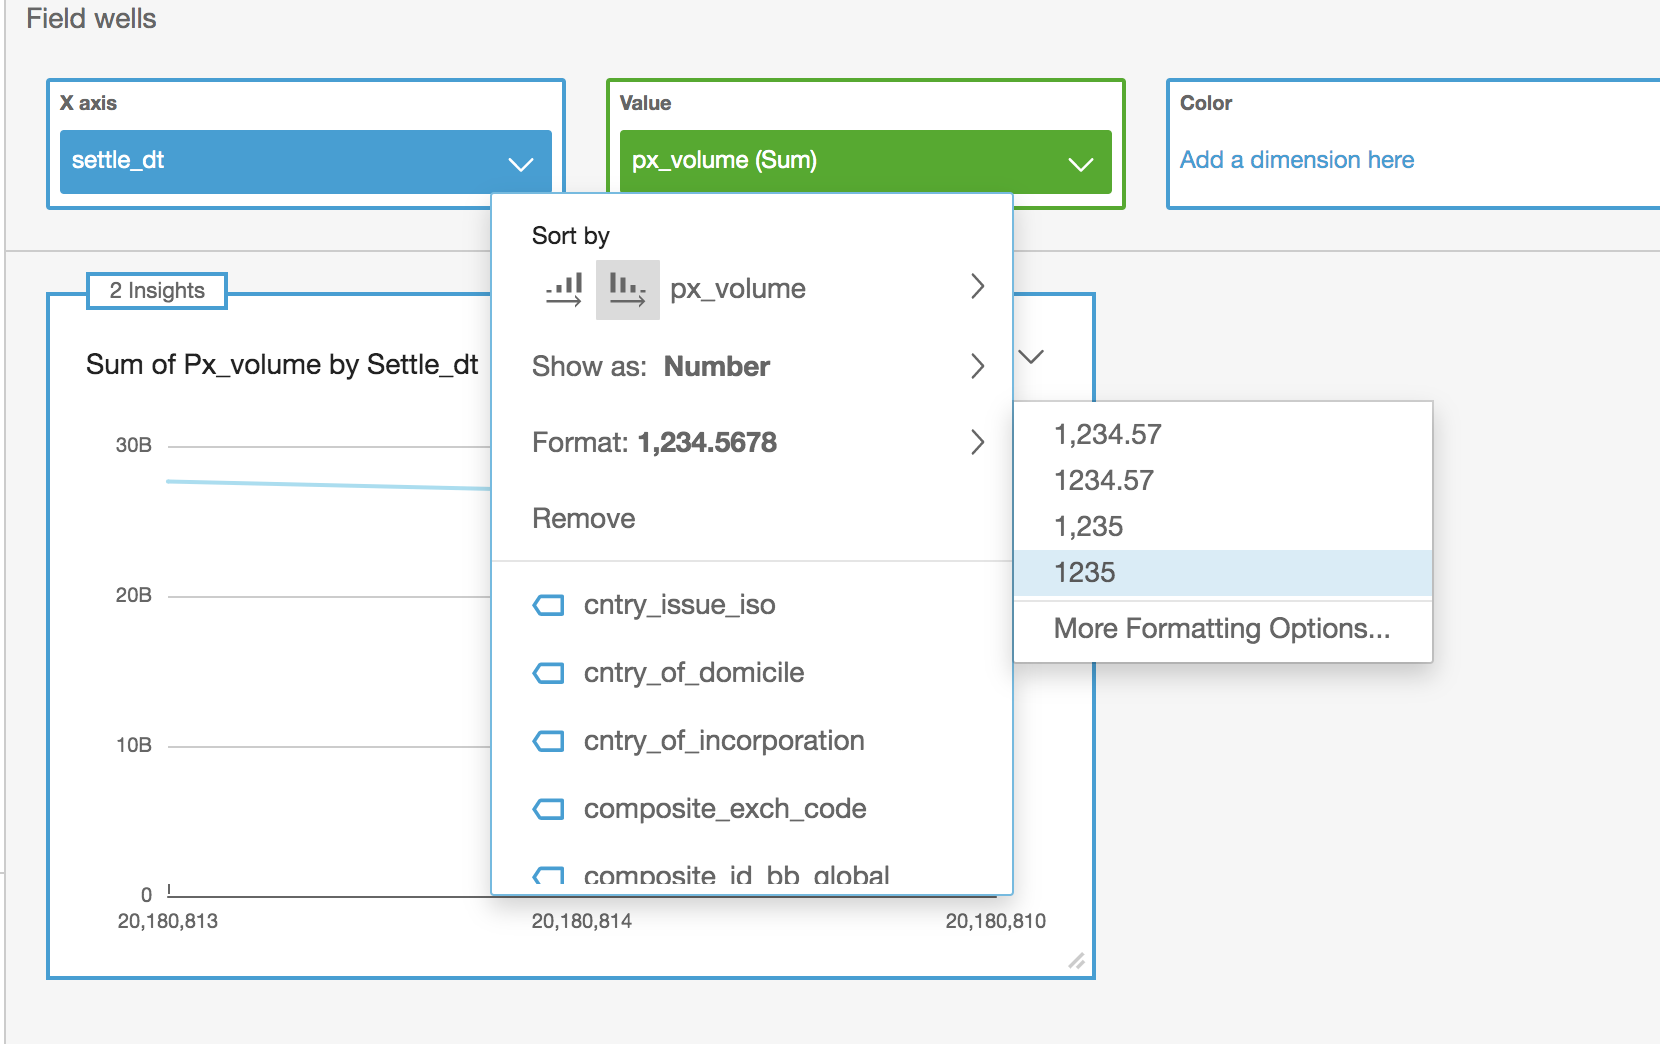 Field wells
X axis
settle_dt
Value
px_volume (Sum)
Color
Add a dimension here
2 Insights
Sum of Px_volume by Settle_dt
30B
20B
10B
0
20,180,813
20,180,814
20,180,810
Sort by
px_volume
Show as: Number
Format: 1,234.5678
Remove
cntry_issue_iso
cntry_of_domicile
cntry_of_incorporation
composite_exch_code
composite_id_bb_global
1,234.57
1234.57
1,235
1235
More Formatting Options...